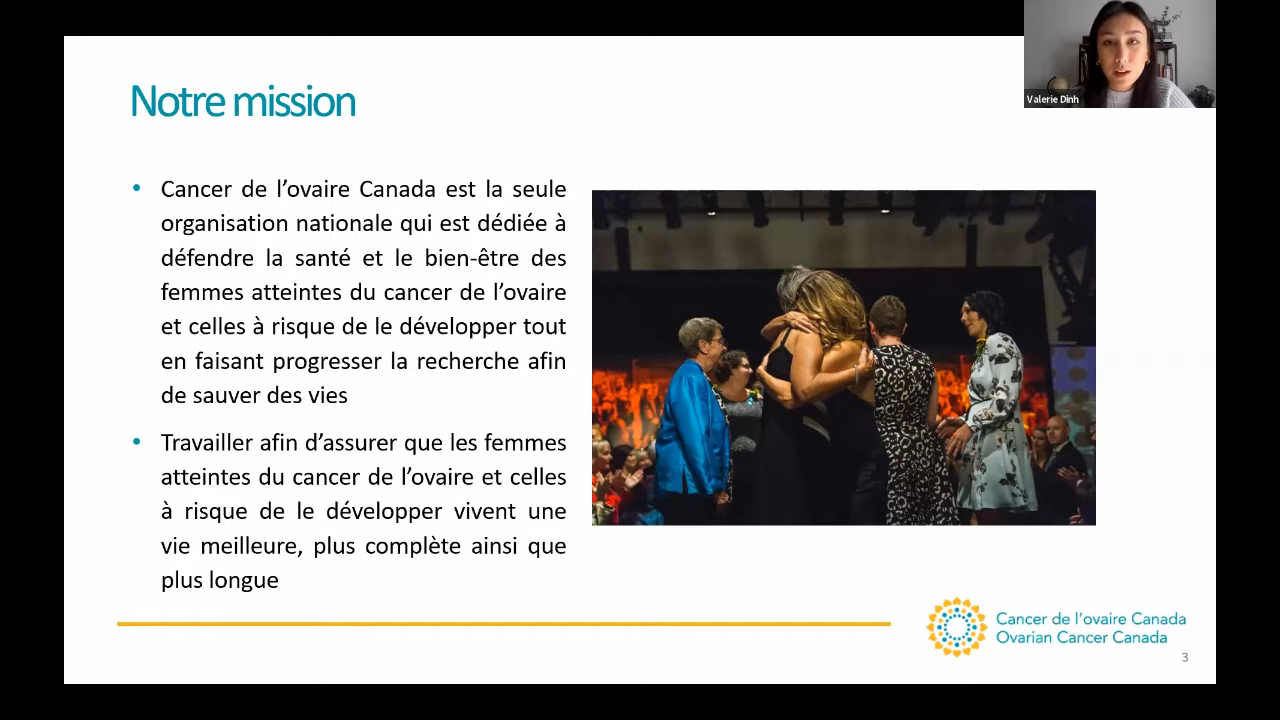 Notre mission
Valerie Dinh
• Cancer de l’ovaire Canada est la seule
organisation nationale qui est dédiée à
défendre la santé et le bien-être des
femmes atteintes du cancer de l’ovaire
et celles à risque de le développer tout
en faisant progresser la recherche afin
de sauver des vies
• Travailler afin d’assurer que les femmes
atteintes du cancer de l’ovaire et celles
à risque de le développer vivent une
vie meilleure, plus complète ainsi que
plus longue
Cancer de l’ovaire Canada
Ovarian Cancer Canada
3